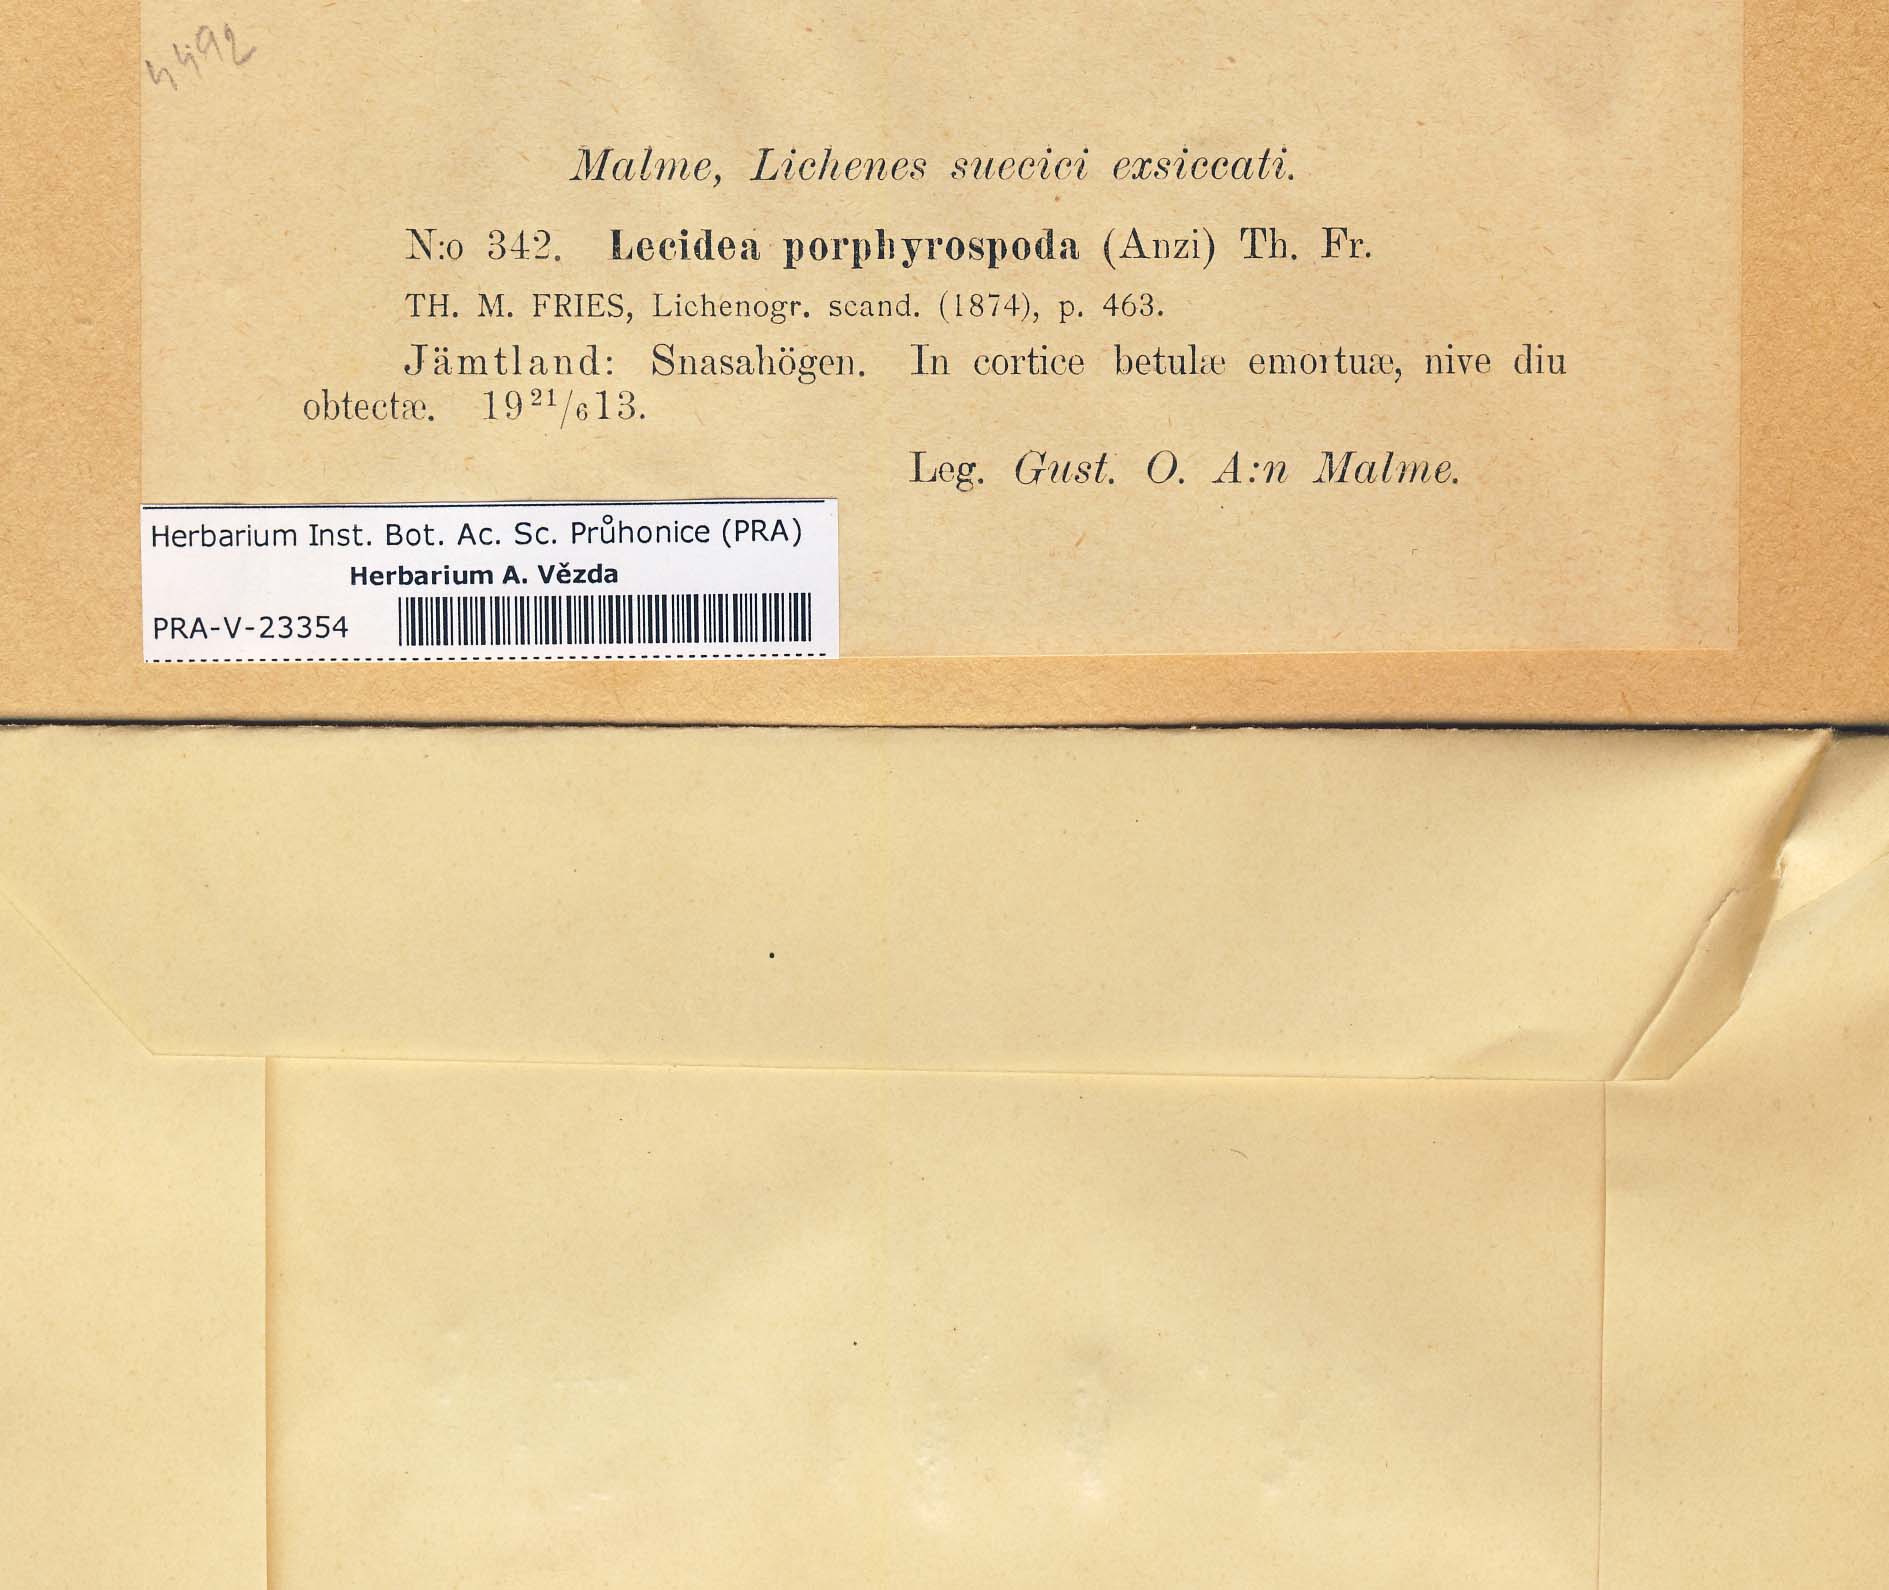 4492
Malme, Lichenes suecici exsiccati.
N:o 342. Lecidea porphyrospoda (Anzi) Th. Fr.
TH. M. FRIES, Lichenogr. scand. (1874), p. 463.
Jämtland: Snasahögen. In cortice betulæ emortuæ, nive diu
obtectæ. 19 21/6 13.
Leg. Gust. O. A:n Malme.
Herbarium Inst. Bot. Ac. Sc. Průhonice (PRA)
Herbarium A. Vězda
PRA-V-23354